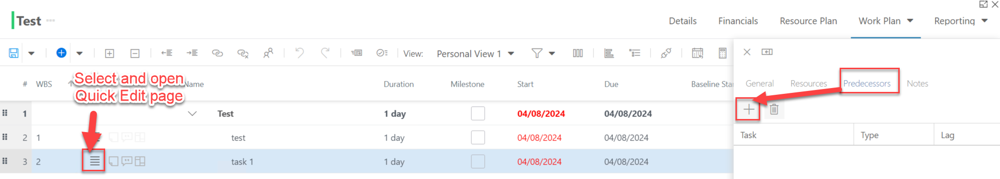 Test
Details Financials Resource Plan Work Plan Reporting
View: Personal View 1
General Resources Predecessors Notes
Select and open
Quick Edit page
# WBS Name Duration Milestone Start Due Baseline Star
1 Test 1 day 04/08/2024 04/08/2024
2 1 test 1 day 04/08/2024 04/08/2024
3 2 task 1 1 day 04/08/2024 04/08/2024
Task Type Lag